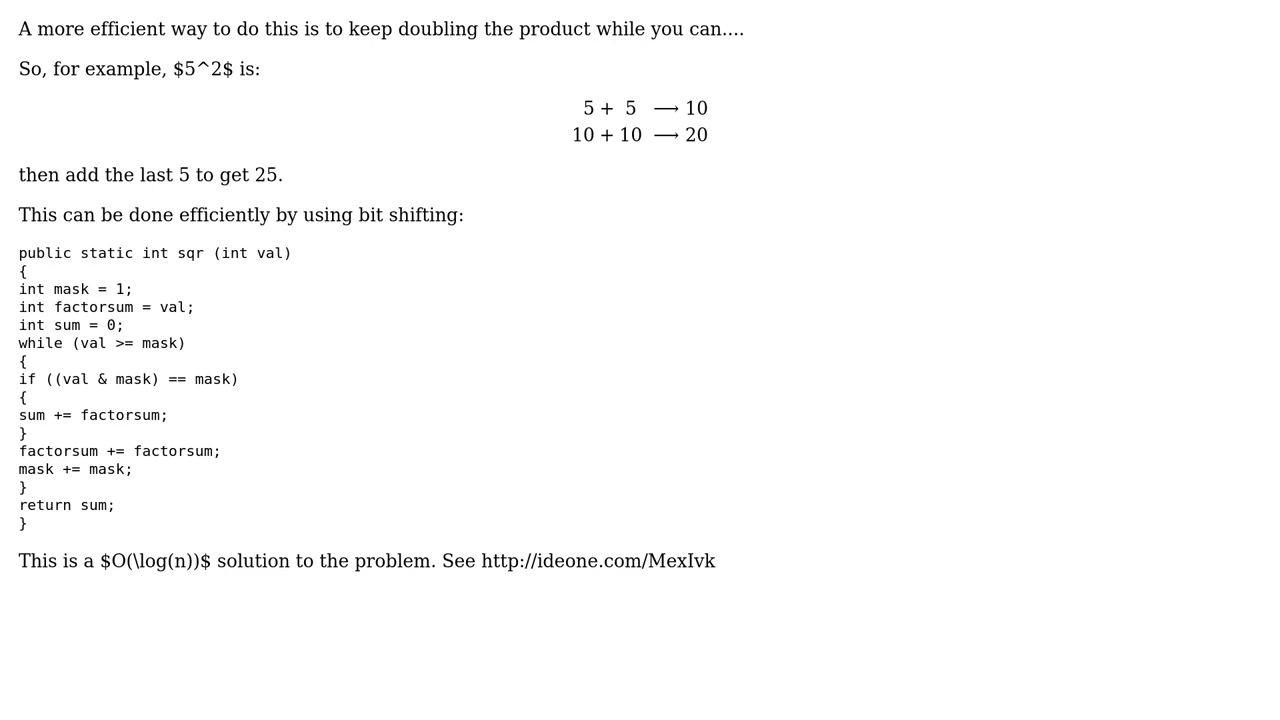 A more efficient way to do this is to keep doubling the product while you can....
So, for example, $5^2$ is:
5 + 5 ⟶ 10
10 + 10 ⟶ 20
then add the last 5 to get 25.
This can be done efficiently by using bit shifting:
public static int sqr (int val)
{
int mask = 1;
int factorsum = val;
int sum = 0;
while (val >= mask)
{
if ((val & mask) == mask)
{
sum += factorsum;
}
factorsum += factorsum;
mask += mask;
}
return sum;
}
This is a $O(\log(n))$ solution to the problem. See http://ideone.com/MexIvk